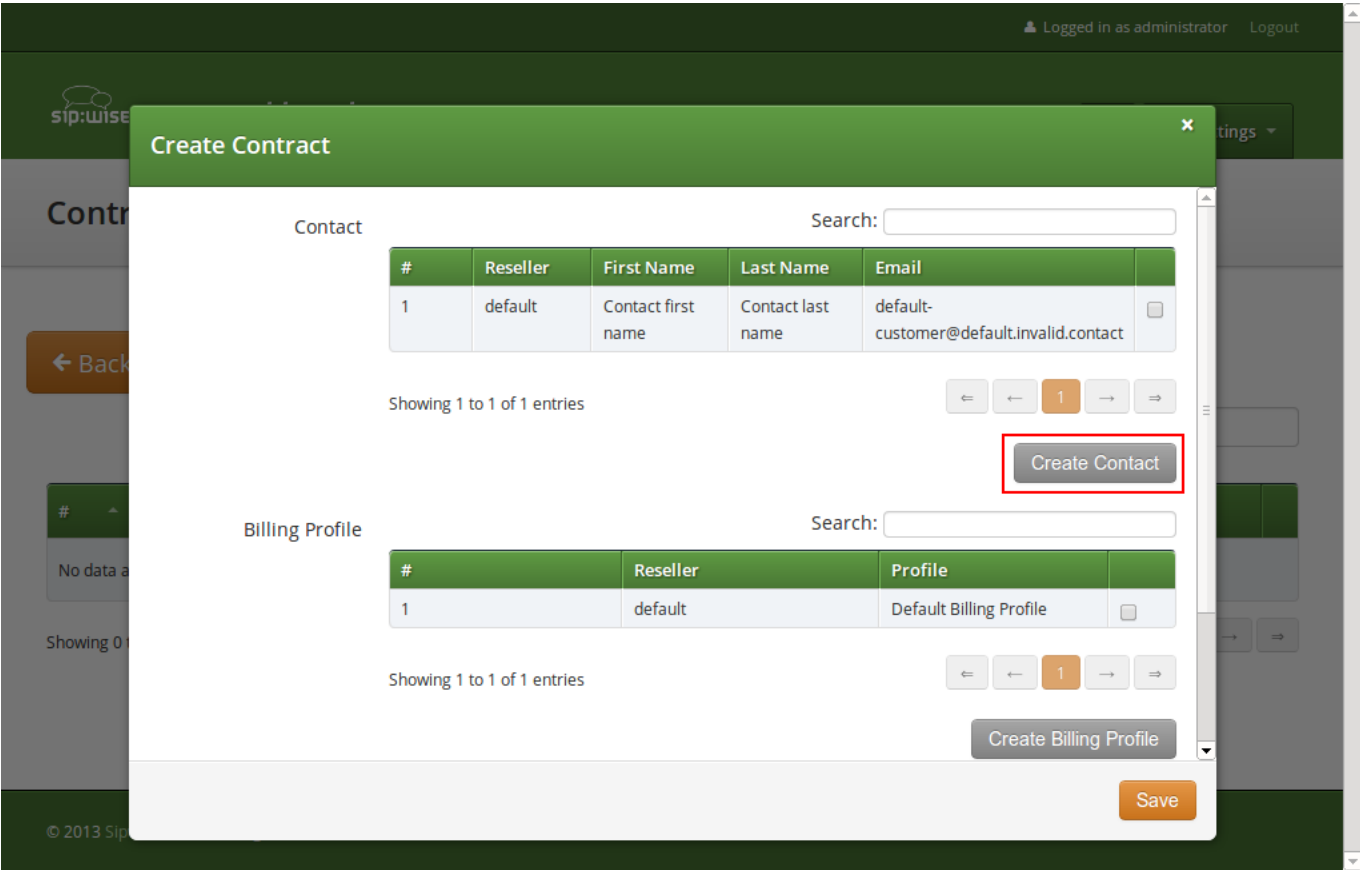 Logged in as administrator Logout
sip:wise
tings
Create Contract ×
Contr
Contact Search:
# Reseller First Name Last Name Email
1 default Contact first Contact last default-
name name customer@default.invalid.contact
← Back
Showing 1 to 1 of 1 entries ⇐ ← 1 → ⇒
Create Contact
#
Billing Profile Search:
# Reseller Profile
No data a
1 default Default Billing Profile
Showing 0 t → ⇒
Showing 1 to 1 of 1 entries ⇐ ← 1 → ⇒
Create Billing Profile
Save
© 2013 Sip